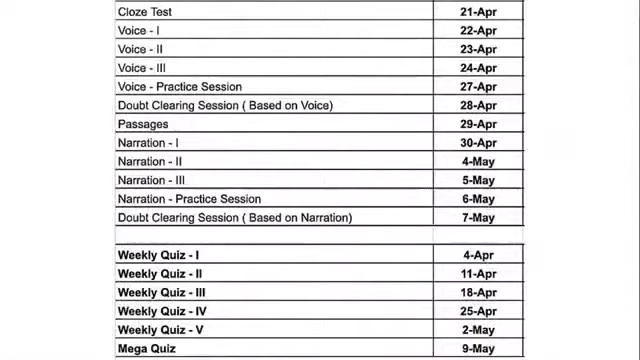 Cloze Test 21-Apr
Voice - I 22-Apr
Voice - II 23-Apr
Voice - III 24-Apr
Voice - Practice Session 27-Apr
Doubt Clearing Session ( Based on Voice) 28-Apr
Passages 29-Apr
Narration - I 30-Apr
Narration - II 4-May
Narration - III 5-May
Narration - Practice Session 6-May
Doubt Clearing Session ( Based on Narration) 7-May
Weekly Quiz - I 4-Apr
Weekly Quiz - II 11-Apr
Weekly Quiz - III 18-Apr
Weekly Quiz - IV 25-Apr
Weekly Quiz - V 2-May
Mega Quiz 9-May